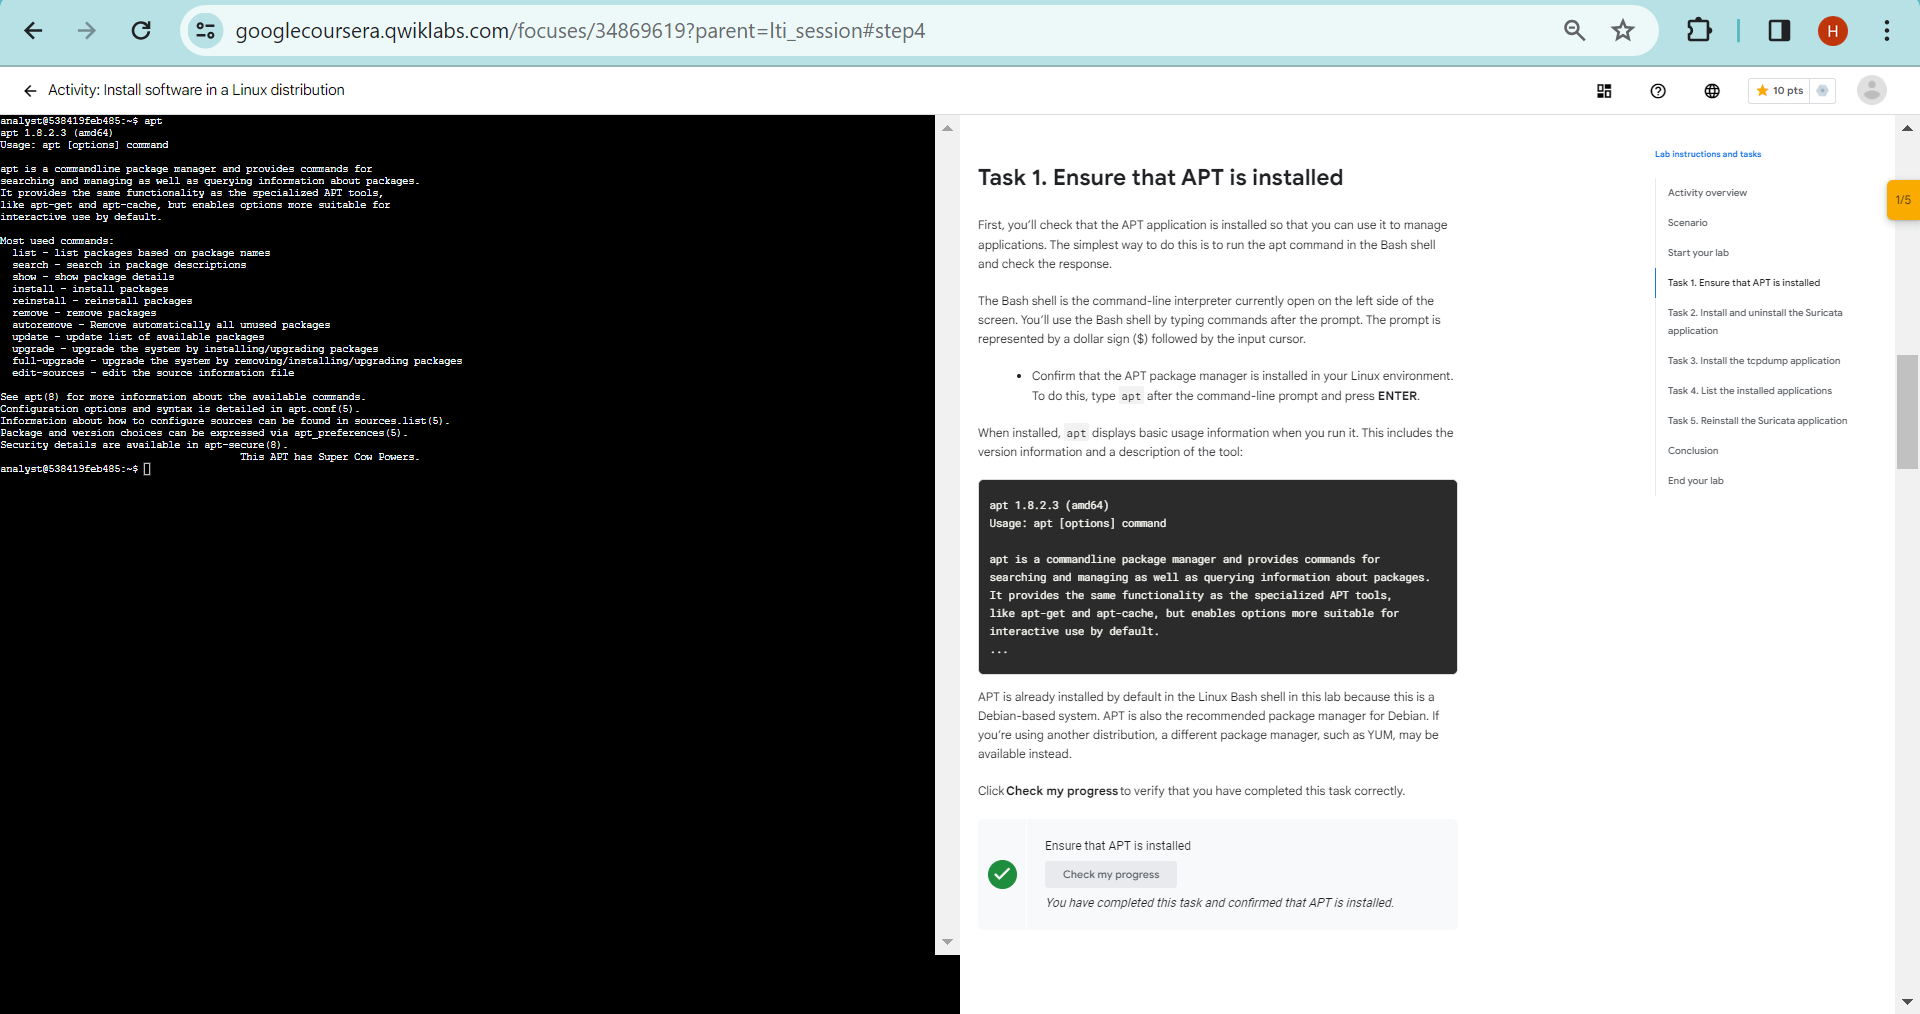 googlecoursera.qwiklabs.com/focuses/34869619?parent=lti_session#step4
H
Activity: Install software in a Linux distribution
10 pts
analyst@538419feb485:~$ apt
apt 1.8.2.3 (amd64)
Usage: apt [options] command
apt is a commandline package manager and provides commands for
searching and managing as well as querying information about packages.
It provides the same functionality as the specialized APT tools,
like apt-get and apt-cache, but enables options more suitable for
interactive use by default.
Most used commands:
list - list packages based on package names
search - search in package descriptions
show - show package details
install - install packages
reinstall - reinstall packages
remove - remove packages
autoremove - Remove automatically all unused packages
update - update list of available packages
upgrade - upgrade the system by installing/upgrading packages
full-upgrade - upgrade the system by removing/installing/upgrading packages
edit-sources - edit the source information file
See apt(8) for more information about the available commands.
Configuration options and syntax is detailed in apt.conf(5).
Information about how to configure sources can be found in sources.list(5).
Package and version choices can be expressed via apt_preferences(5).
Security details are available in apt-secure(8).
This APT has Super Cow Powers.
analyst@538419feb485:~$
Task 1. Ensure that APT is installed
First, you’ll check that the APT application is installed so that you can use it to manage
applications. The simplest way to do this is to run the apt command in the Bash shell
and check the response.
The Bash shell is the command-line interpreter currently open on the left side of the
screen. You’ll use the Bash shell by typing commands after the prompt. The prompt is
represented by a dollar sign ($) followed by the input cursor.
• Confirm that the APT package manager is installed in your Linux environment.
To do this, type apt after the command-line prompt and press ENTER.
When installed, apt displays basic usage information when you run it. This includes the
version information and a description of the tool:
apt 1.8.2.3 (amd64)
Usage: apt [options] command
apt is a commandline package manager and provides commands for
searching and managing as well as querying information about packages.
It provides the same functionality as the specialized APT tools,
like apt-get and apt-cache, but enables options more suitable for
interactive use by default.
...
APT is already installed by default in the Linux Bash shell in this lab because this is a
Debian-based system. APT is also the recommended package manager for Debian. If
you’re using another distribution, a different package manager, such as YUM, may be
available instead.
Click Check my progress to verify that you have completed this task correctly.
Ensure that APT is installed
Check my progress
You have completed this task and confirmed that APT is installed.
Lab instructions and tasks
Activity overview
Scenario
Start your lab
Task 1. Ensure that APT is installed
Task 2. Install and uninstall the Suricata
application
Task 3. Install the tcpdump application
Task 4. List the installed applications
Task 5. Reinstall the Suricata application
Conclusion
End your lab
1/5